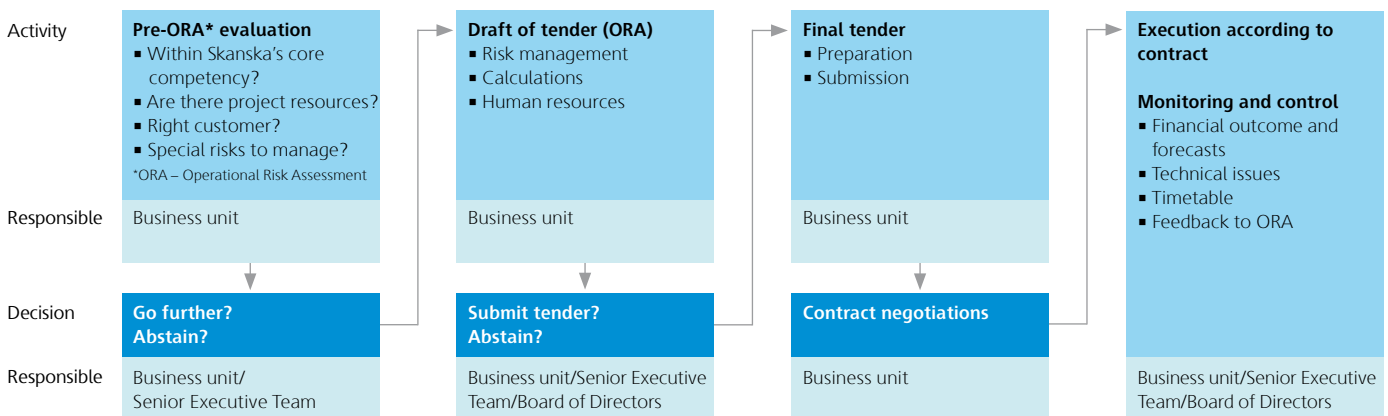 Activity
Pre-ORA* evaluation
▪ Within Skanska's core
competency?
▪ Are there project resources?
▪ Right customer?
▪ Special risks to manage?
*ORA – Operational Risk Assessment
Draft of tender (ORA)
▪ Risk management
▪ Calculations
▪ Human resources
Final tender
▪ Preparation
▪ Submission
Execution according to
contract
Monitoring and control
▪ Financial outcome and
forecasts
▪ Technical issues
▪ Timetable
▪ Feedback to ORA
Responsible
Business unit
Business unit
Business unit
Decision
Go further?
Abstain?
Submit tender?
Abstain?
Contract negotiations
Responsible
Business unit/
Senior Executive Team
Business unit/Senior Executive
Team/Board of Directors
Business unit
Business unit/Senior Executive
Team/Board of Directors